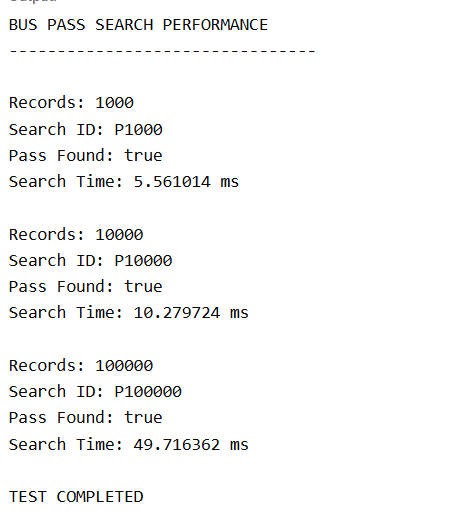 BUS PASS SEARCH PERFORMANCE
--------------------------------
Records: 1000
Search ID: P1000
Pass Found: true
Search Time: 5.561014 ms
Records: 10000
Search ID: P10000
Pass Found: true
Search Time: 10.279724 ms
Records: 100000
Search ID: P100000
Pass Found: true
Search Time: 49.716362 ms
TEST COMPLETED